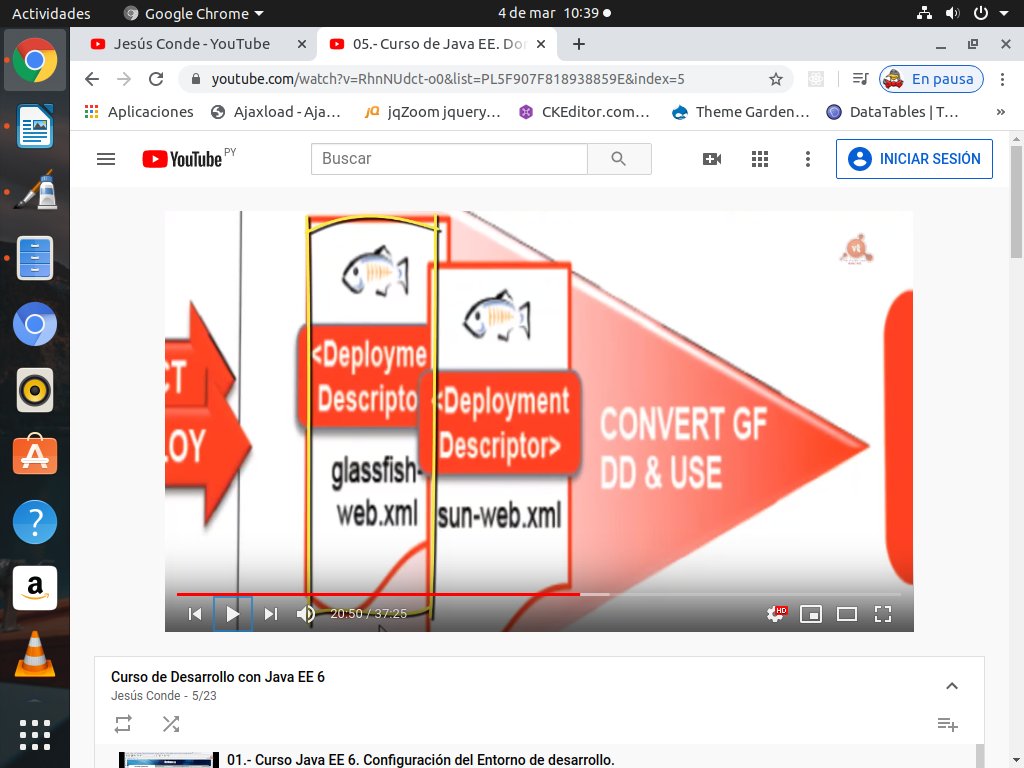 Actividades
Google Chrome
4 de mar 10:39
Jesús Conde - YouTube
05.- Curso de Java EE. Dor
youtube.com/watch?v=RhnNUdct-o0&list=PL5F907F818938859E&index=5
En pausa
Aplicaciones
Ajaxload - Aja...
jqZoom jquery...
CKEditor.com...
Theme Garden...
DataTables | T...
»
YouTube PY
Buscar
INICIAR SESIÓN
vt
CT
LOY
<Deployme
Descripto
glassfish-
web.xml
<Deployment
Descriptor>
sun-web.xml
CONVERT GF
DD & USE
20:50 / 37:25
HD
Curso de Desarrollo con Java EE 6
Jesús Conde - 5/23
01.- Curso Java EE 6. Configuración del Entorno de desarrollo.